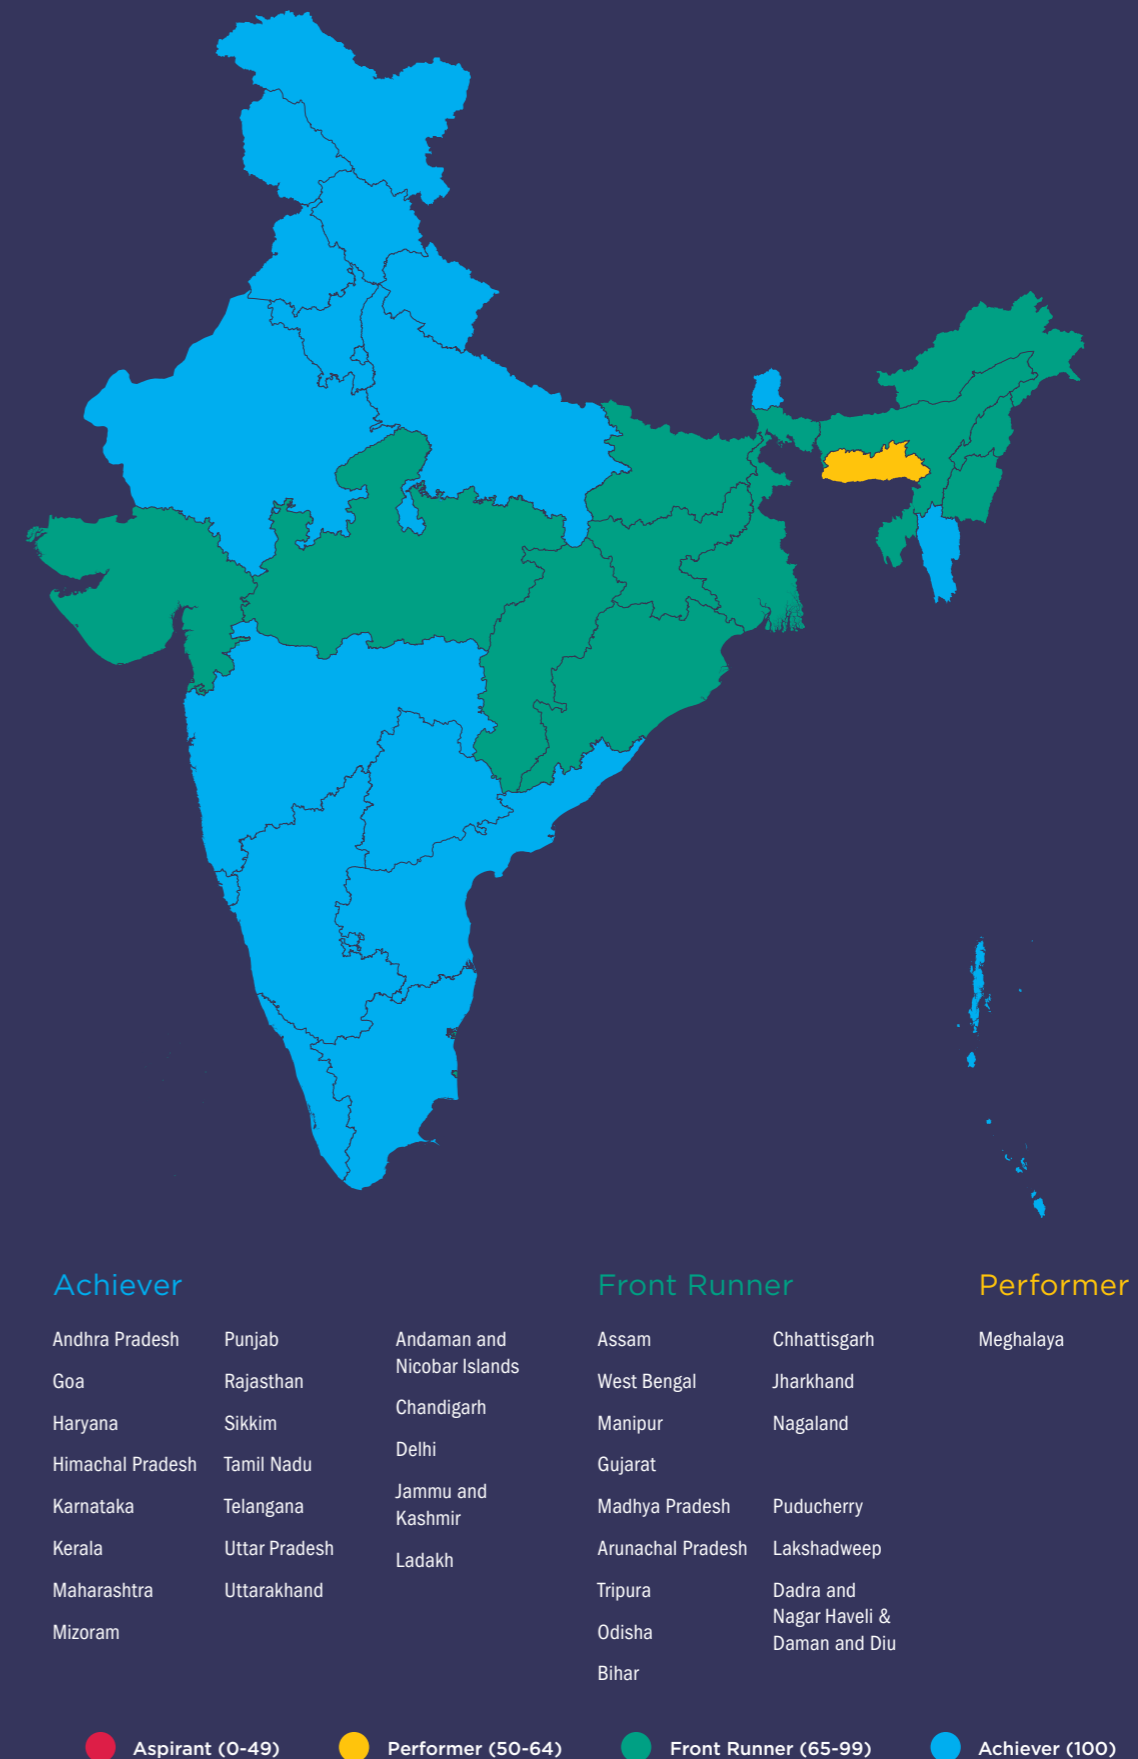 Achiever
Andhra Pradesh
Goa
Haryana
Himachal Pradesh
Karnataka
Kerala
Maharashtra
Mizoram
Punjab
Rajasthan
Sikkim
Tamil Nadu
Telangana
Uttar Pradesh
Uttarakhand
Andaman and
Nicobar Islands
Chandigarh
Delhi
Jammu and
Kashmir
Ladakh
Front Runner
Assam
West Bengal
Manipur
Gujarat
Madhya Pradesh
Arunachal Pradesh
Tripura
Odisha
Bihar
Chhattisgarh
Jharkhand
Nagaland
Puducherry
Lakshadweep
Dadra and
Nagar Haveli &
Daman and Diu
Performer
Meghalaya
Aspirant (0-49)
Performer (50-64)
Front Runner (65-99)
Achiever (100)